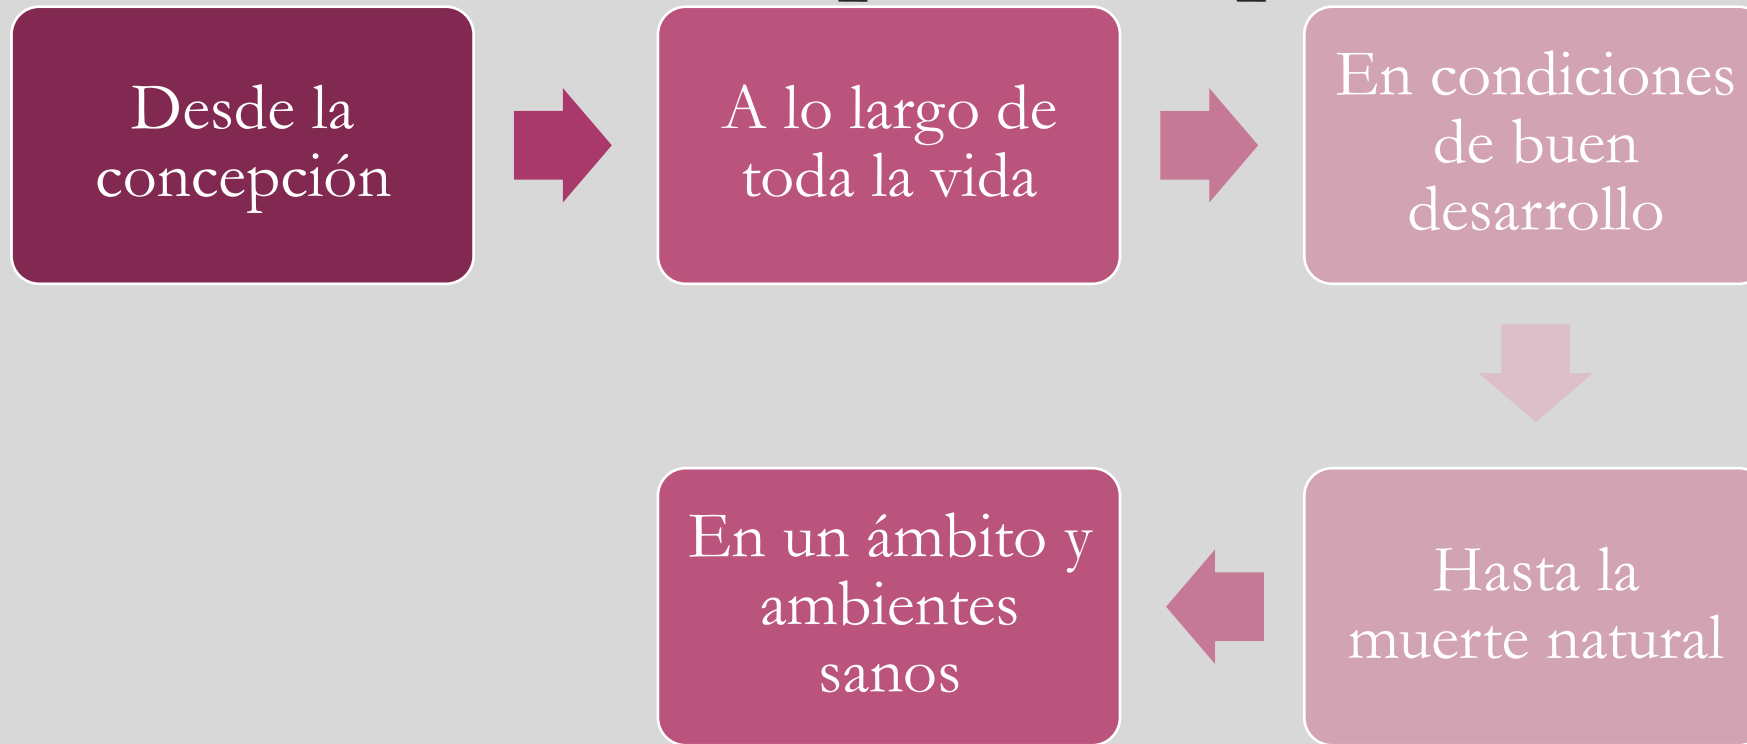 Desde la
concepción
A lo largo de
toda la vida
En condiciones
de buen
desarrollo
Hasta la
muerte natural
En un ámbito y
ambientes
sanos